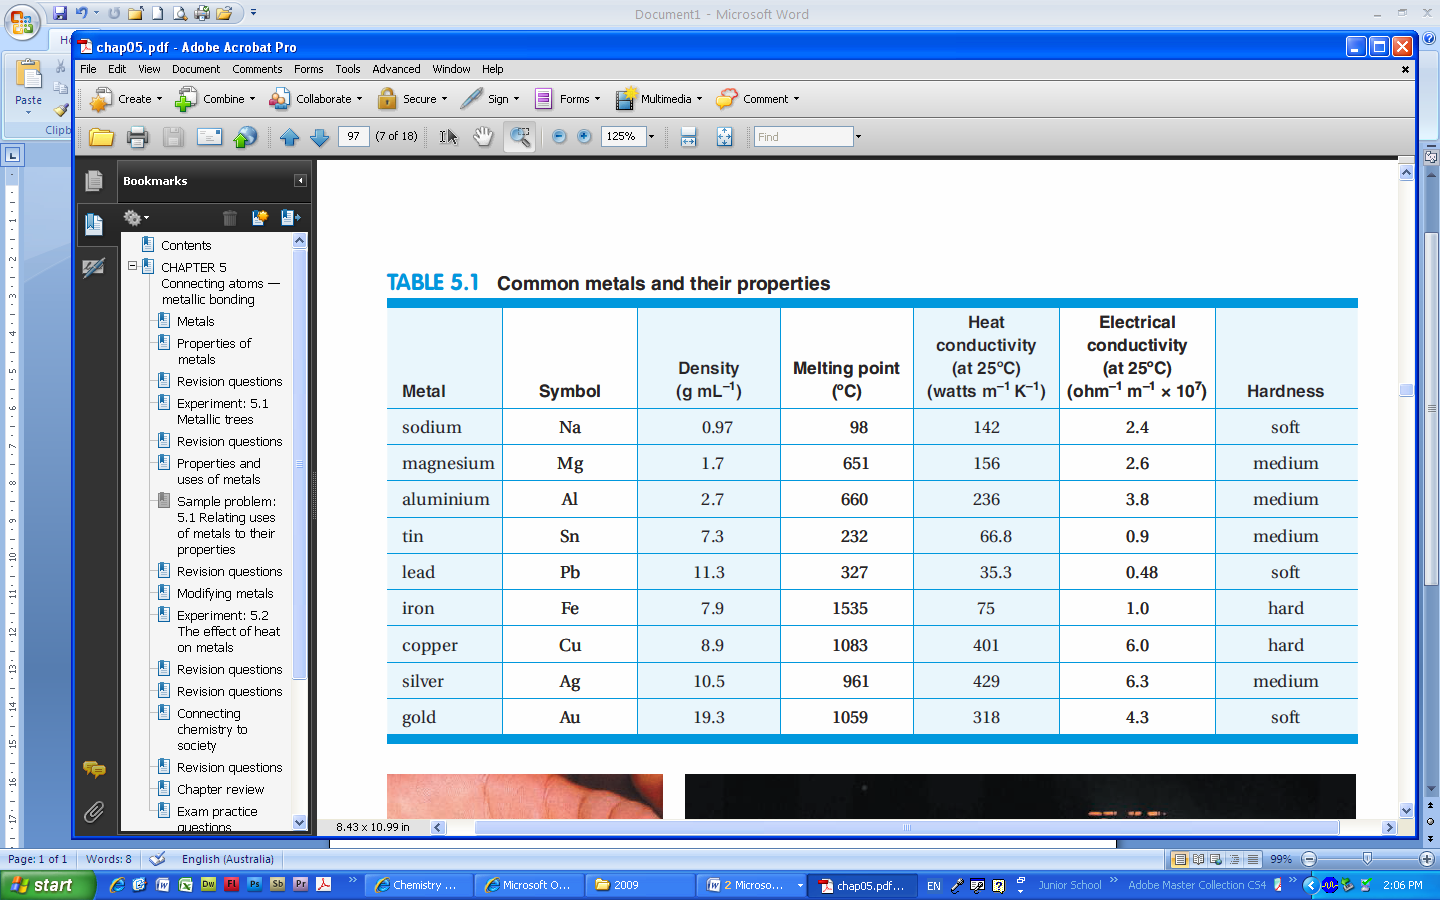 Document1 - Microsoft Word
chap05.pdf - Adobe Acrobat Pro
File Edit View Document Comments Forms Tools Advanced Window Help
Create Combine Collaborate Secure Sign Forms Multimedia Comment
Paste
97 (7 of 18) 125% Find
Clipb
Bookmarks
Contents
CHAPTER 5
Connecting atoms —
metallic bonding
Metals
Properties of
metals
Revision questions
Experiment: 5.1
Metallic trees
Revision questions
Properties and
uses of metals
Sample problem:
5.1 Relating uses
of metals to their
properties
Revision questions
Modifying metals
Experiment: 5.2
The effect of heat
on metals
Revision questions
Revision questions
Connecting
chemistry to
society
Revision questions
Chapter review
Exam practice
questions
TABLE 5.1 Common metals and their properties
Metal Symbol Density (g mL⁻¹) Melting point (°C) Heat conductivity (at 25°C) (watts m⁻¹ K⁻¹) Electrical conductivity (at 25°C) (ohm⁻¹ m⁻¹ × 10⁷) Hardness
sodium Na 0.97 98 142 2.4 soft
magnesium Mg 1.7 651 156 2.6 medium
aluminium Al 2.7 660 236 3.8 medium
tin Sn 7.3 232 66.8 0.9 medium
lead Pb 11.3 327 35.3 0.48 soft
iron Fe 7.9 1535 75 1.0 hard
copper Cu 8.9 1083 401 6.0 hard
silver Ag 10.5 961 429 6.3 medium
gold Au 19.3 1059 318 4.3 soft
8.43 x 10.99 in
Page: 1 of 1 Words: 8 English (Australia) 99%
start Chemistry ... Microsoft O... 2009 2 Microso... chap05.pdf... EN Junior School Adobe Master Collection CS4 2:06 PM